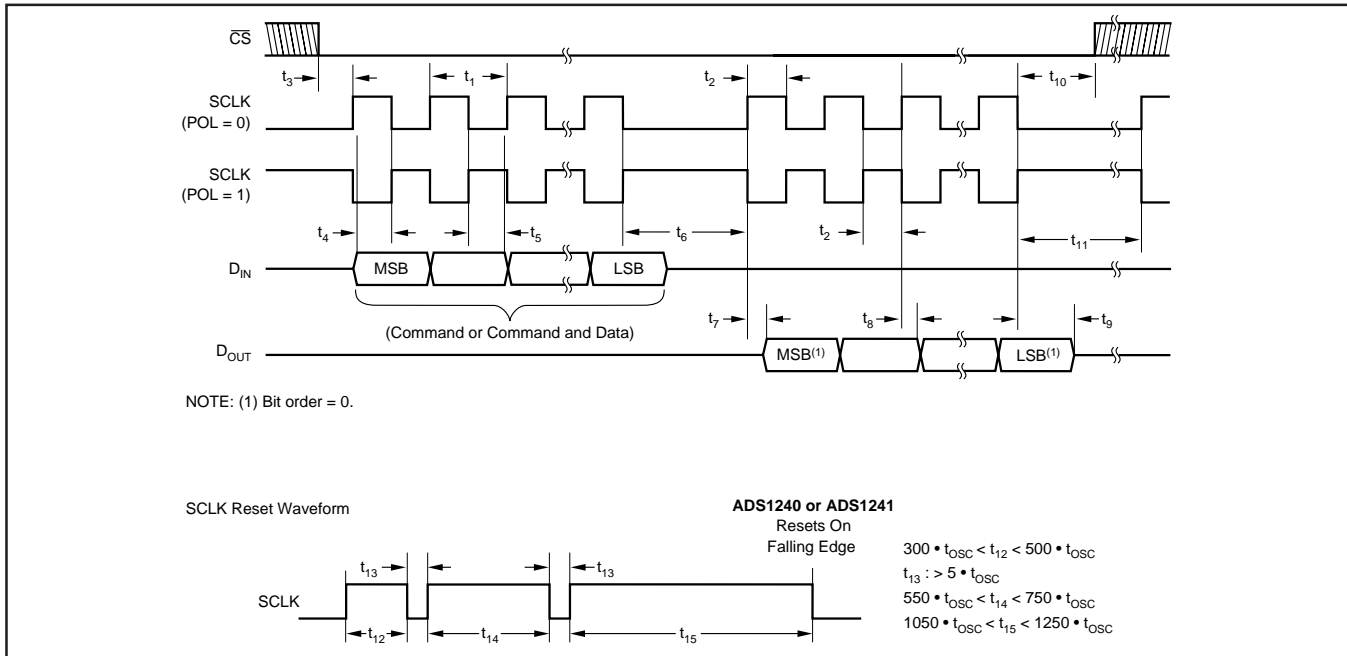 CS
t3
t1
t2
t10
SCLK
(POL = 0)
SCLK
(POL = 1)
t4
t5
t6
t2
t11
DIN
MSB
LSB
(Command or Command and Data)
t7
t8
t9
DOUT
MSB(1)
LSB(1)
NOTE: (1) Bit order = 0.
SCLK Reset Waveform
ADS1240 or ADS1241
Resets On
Falling Edge
300 • tOSC < t12 < 500 • tOSC
t13 : > 5 • tOSC
550 • tOSC < t14 < 750 • tOSC
1050 • tOSC < t15 < 1250 • tOSC
t13
t13
SCLK
t12
t14
t15